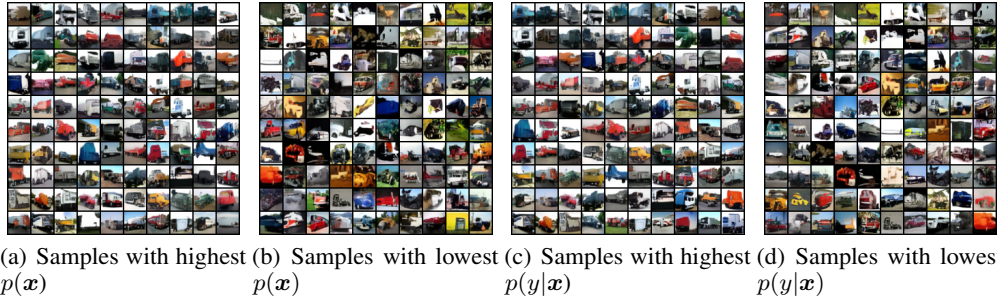 (a) Samples with highest (b) Samples with lowest (c) Samples with highest (d) Samples with lowes
p(x) p(x) p(y|x) p(y|x)